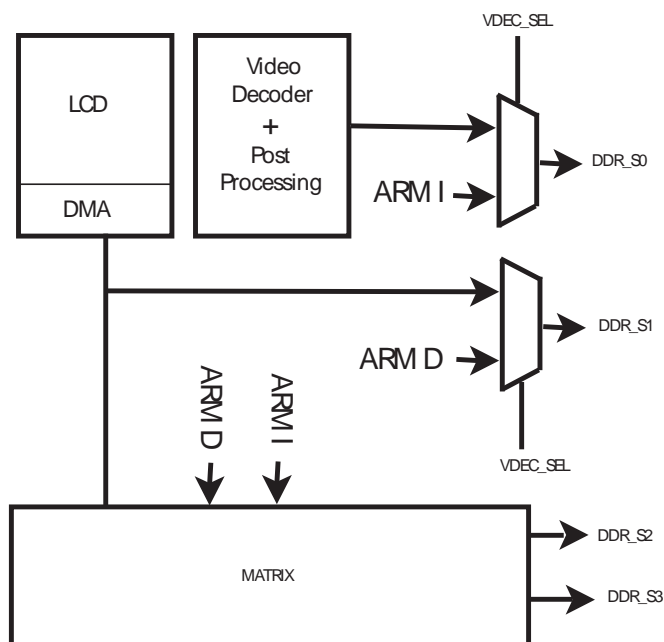 VDEC_SEL
LCD
DMA
Video
Decoder
+
Post
Processing
ARM I
DDR_S0
ARM D
DDR_S1
VDEC_SEL
ARM D
ARM I
MATRIX
DDR_S2
DDR_S3